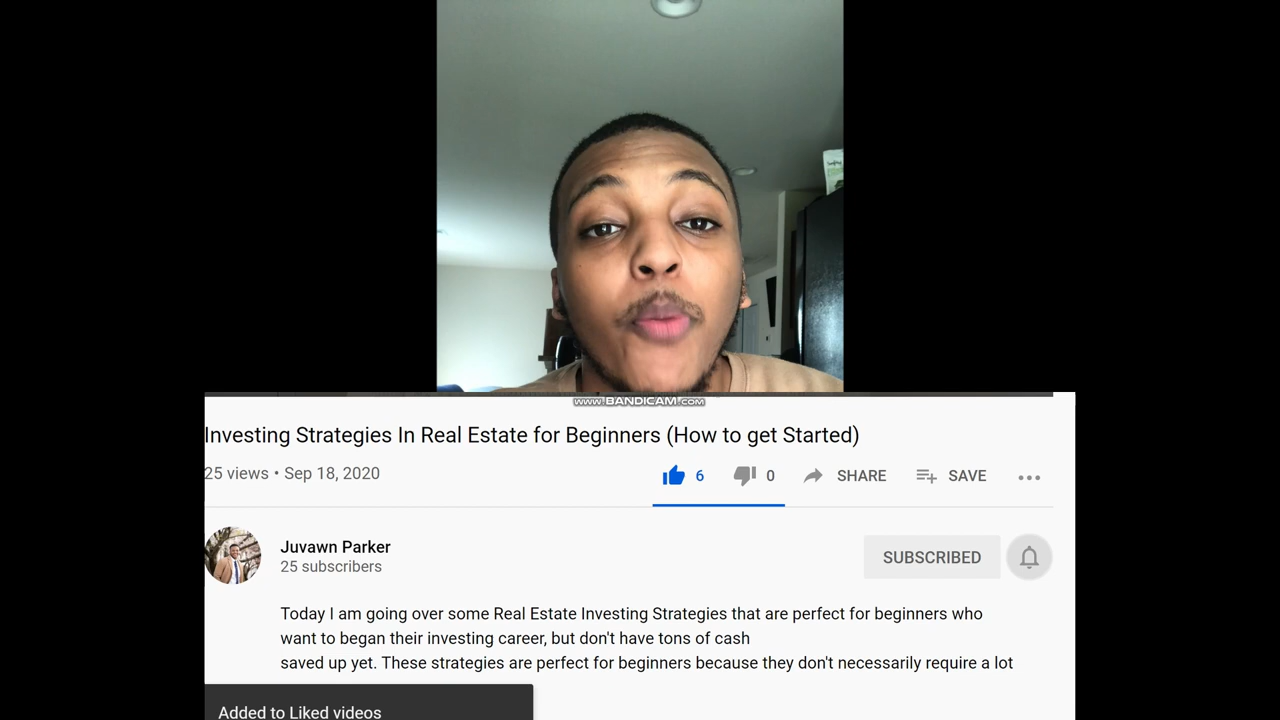 www.BANDICAM.com
Investing Strategies In Real Estate for Beginners (How to get Started)
25 views • Sep 18, 2020
6
0
SHARE
SAVE
Juvawn Parker
25 subscribers
SUBSCRIBED
Today I am going over some Real Estate Investing Strategies that are perfect for beginners who
want to began their investing career, but don't have tons of cash
saved up yet. These strategies are perfect for beginners because they don't necessarily require a lot
Added to Liked videos